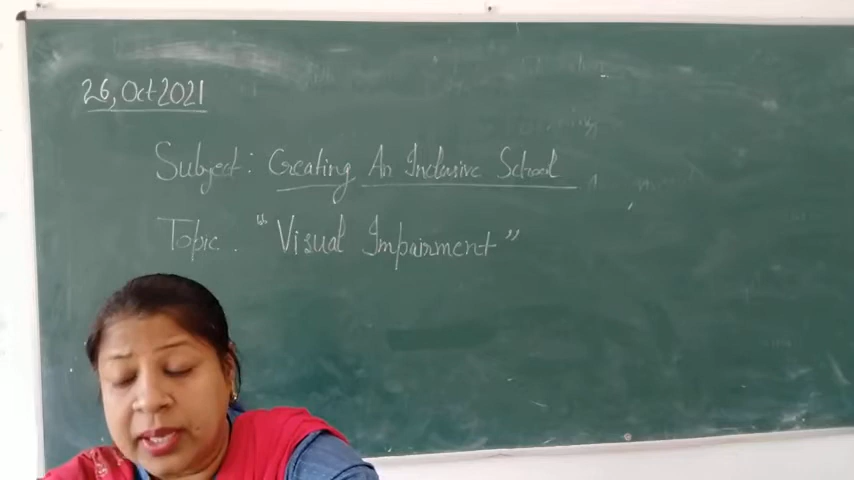 26, Oct 2021
Subject: Creating An Inclusive School
Topic. "Visual Impairment"